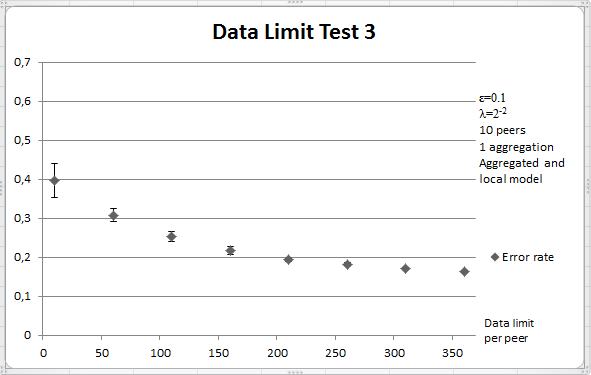 Data Limit Test 3
0,7
0,6
0,5
0,4
0,3
0,2
0,1
0
0 50 100 150 200 250 300 350
ε=0.1
λ=2⁻²
10 peers
1 aggregation
Aggregated and
local model
Error rate
Data limit
per peer